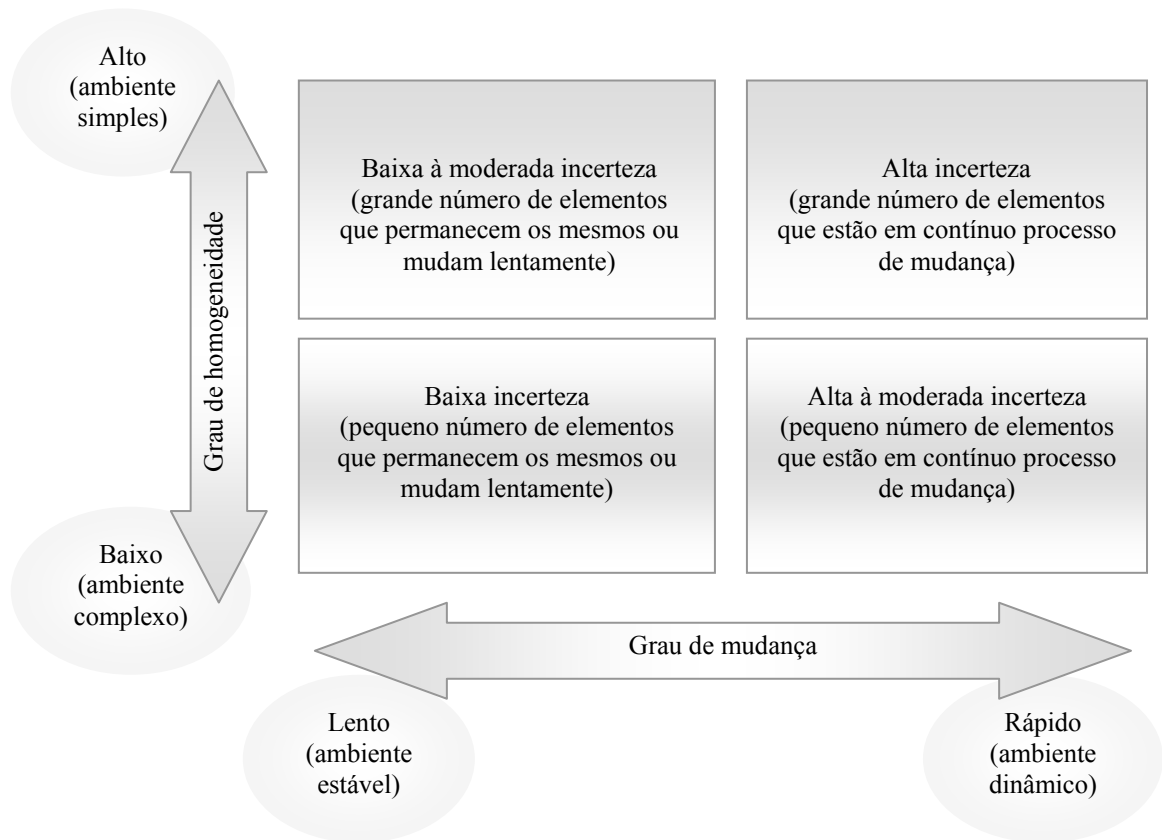 Alto
(ambiente
simples)
Baixa à moderada incerteza
(grande número de elementos
que permanecem os mesmos ou
mudam lentamente)
Alta incerteza
(grande número de elementos
que estão em contínuo processo
de mudança)
Grau de homogeneidade
Baixa incerteza
(pequeno número de elementos
que permanecem os mesmos ou
mudam lentamente)
Alta à moderada incerteza
(pequeno número de elementos
que estão em contínuo processo
de mudança)
Baixo
(ambiente
complexo)
Grau de mudança
Lento
(ambiente
estável)
Rápido
(ambiente
dinâmico)